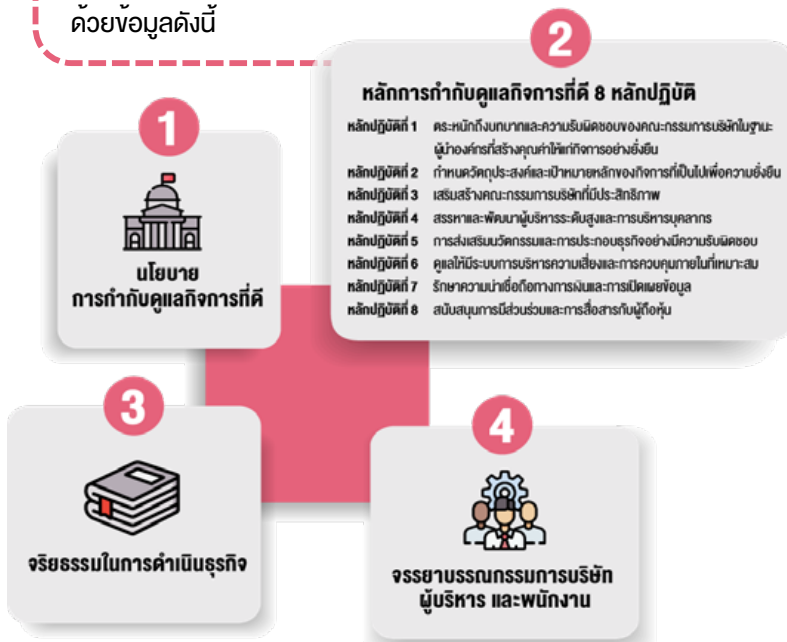 ด้วยข้อมูลดังนี้
1
นโยบาย
การกำกับดูแลกิจการที่ดี
2
หลักการกำกับดูแลกิจการที่ดี 8 หลักปฏิบัติ
หลักปฏิบัติที่ 1 ตระหนักถึงบทบาทและความรับผิดชอบของคณะกรรมการบริษัทในฐานะ
ผู้นำองค์กรที่สร้างคุณค่าให้แก่กิจการอย่างยั่งยืน
หลักปฏิบัติที่ 2 กำหนดวัตถุประสงค์และเป้าหมายหลักของกิจการที่เป็นไปเพื่อความยั่งยืน
หลักปฏิบัติที่ 3 เสริมสร้างคณะกรรมการบริษัทที่มีประสิทธิภาพ
หลักปฏิบัติที่ 4 สรรหาและพัฒนาผู้บริหารระดับสูงและการบริหารบุคลากร
หลักปฏิบัติที่ 5 การส่งเสริมนวัตกรรมและการประกอบธุรกิจอย่างมีความรับผิดชอบ
หลักปฏิบัติที่ 6 ดูแลให้มีระบบการบริหารความเสี่ยงและการควบคุมภายในที่เหมาะสม
หลักปฏิบัติที่ 7 รักษาความน่าเชื่อถือทางการเงินและการเปิดเผยข้อมูล
หลักปฏิบัติที่ 8 สนับสนุนการมีส่วนร่วมและการสื่อสารกับผู้ถือหุ้น
3
จริยธรรมในการดำเนินธุรกิจ
4
จรรยาบรรณกรรมการบริษัท
ผู้บริหาร และพนักงาน